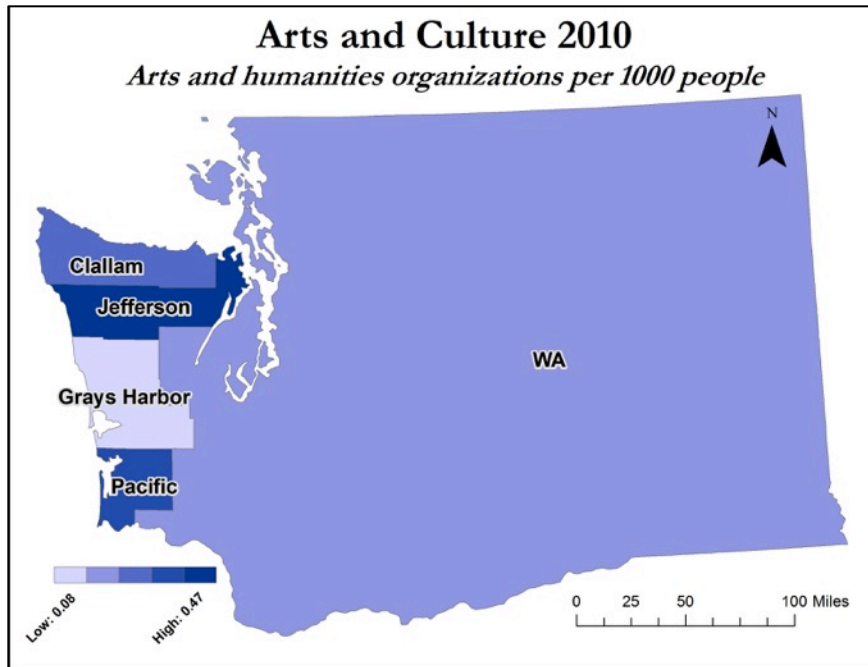 Arts and Culture 2010
Arts and humanities organizations per 1000 people
N
Clallam
Jefferson
WA
Grays Harbor
Pacific
Low: 0.08
High: 0.47
0 25 50 100 Miles